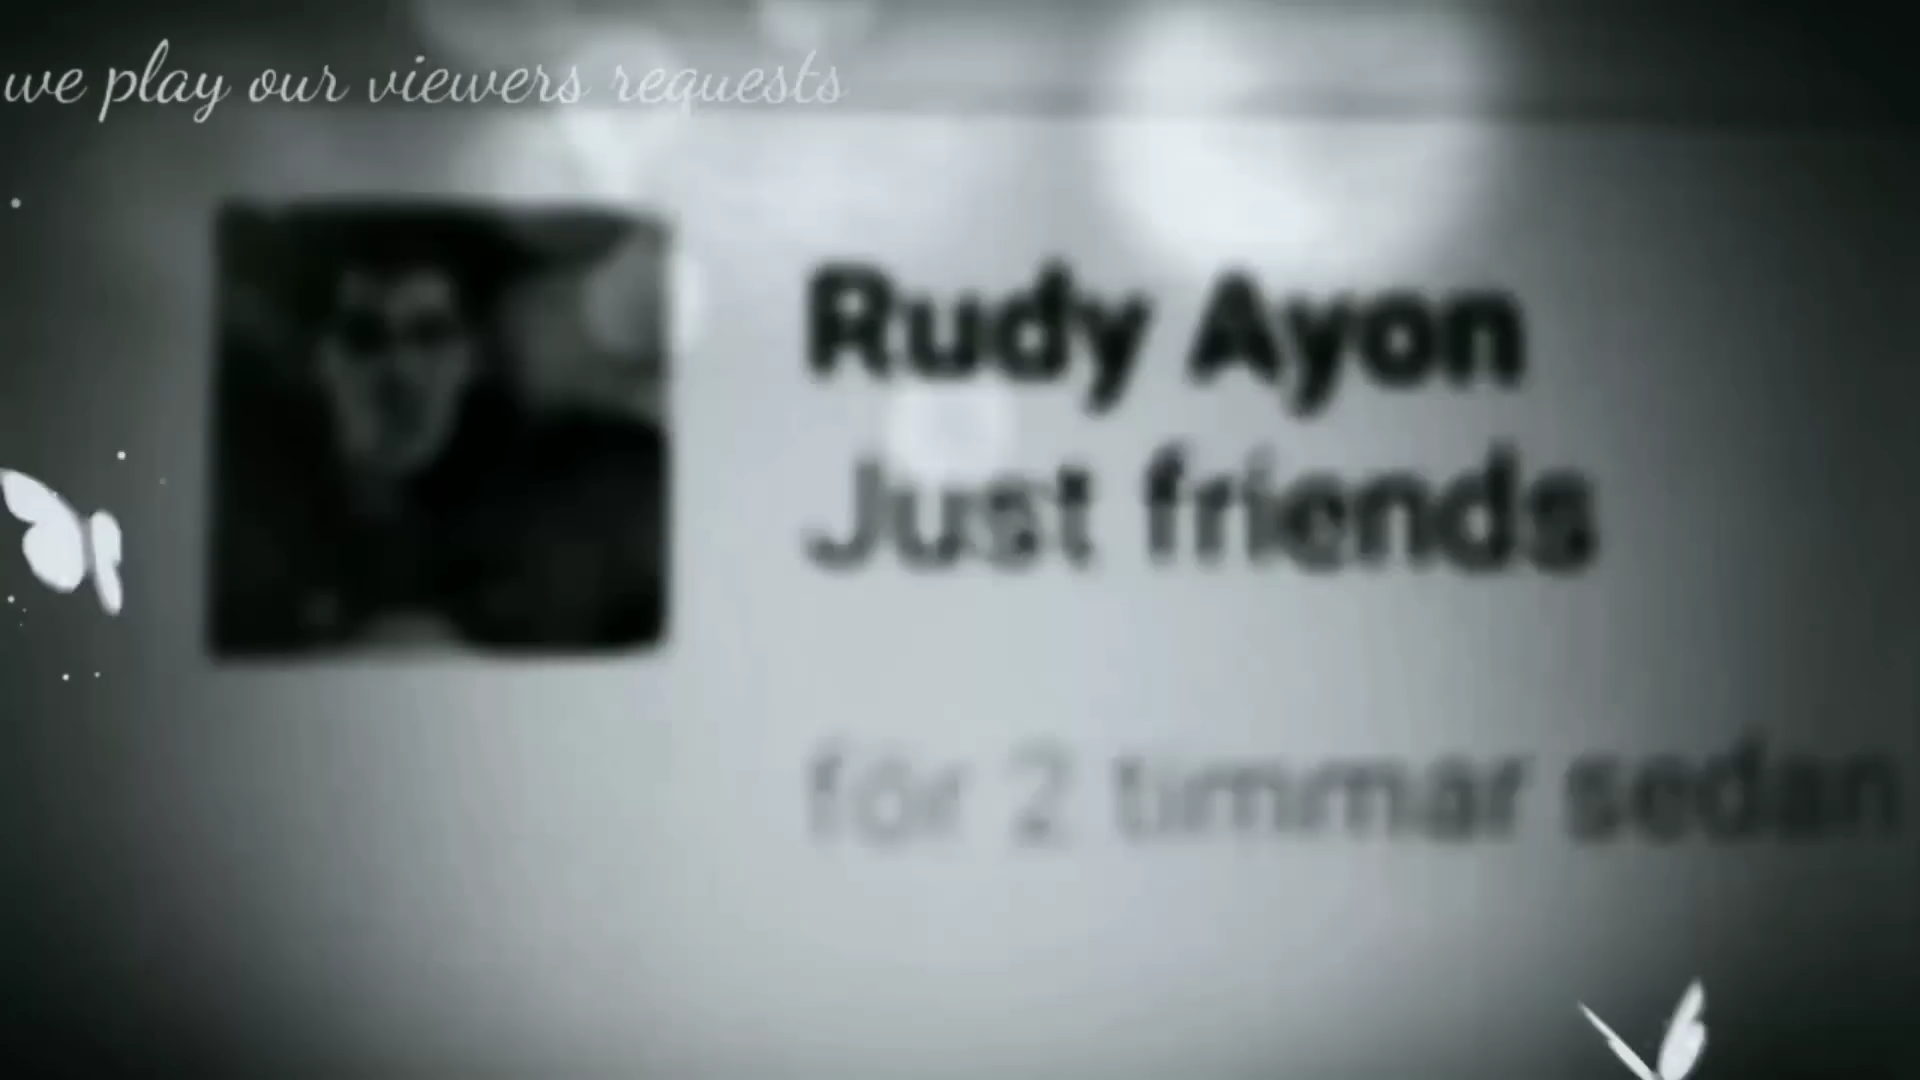 we play our viewers requests
Rudy Ayon
Just friends
för 2 timmar sedan